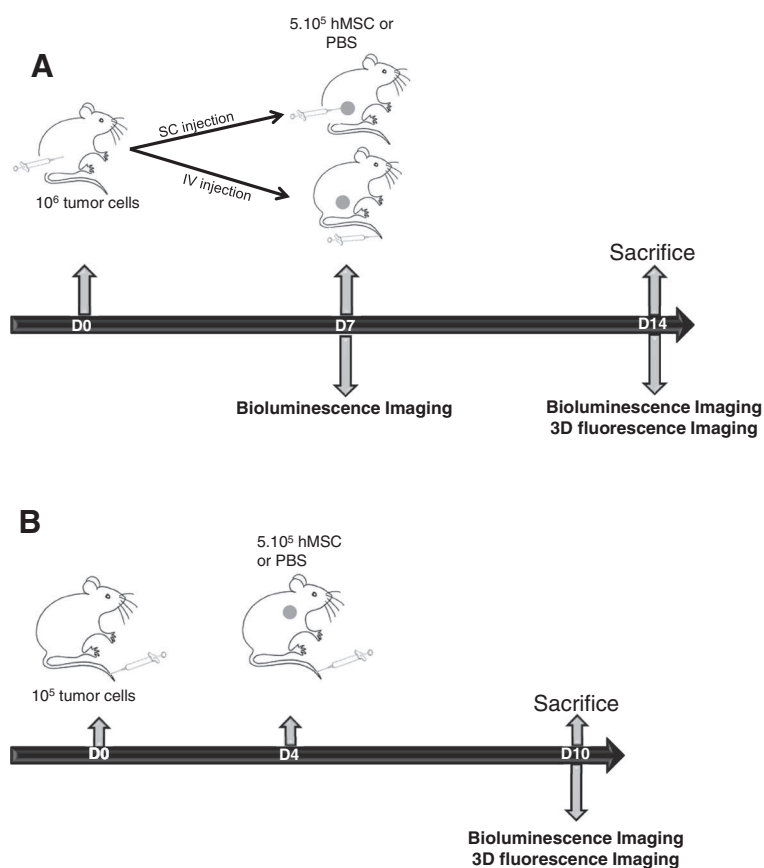 A
5.10⁵ hMSC or
PBS
SC injection
IV injection
10⁶ tumor cells
Sacrifice
D0
D7
D14
Bioluminescence Imaging
Bioluminescence Imaging
3D fluorescence Imaging
B
5.10⁵ hMSC
or PBS
10⁵ tumor cells
Sacrifice
D0
D4
D10
Bioluminescence Imaging
3D fluorescence Imaging